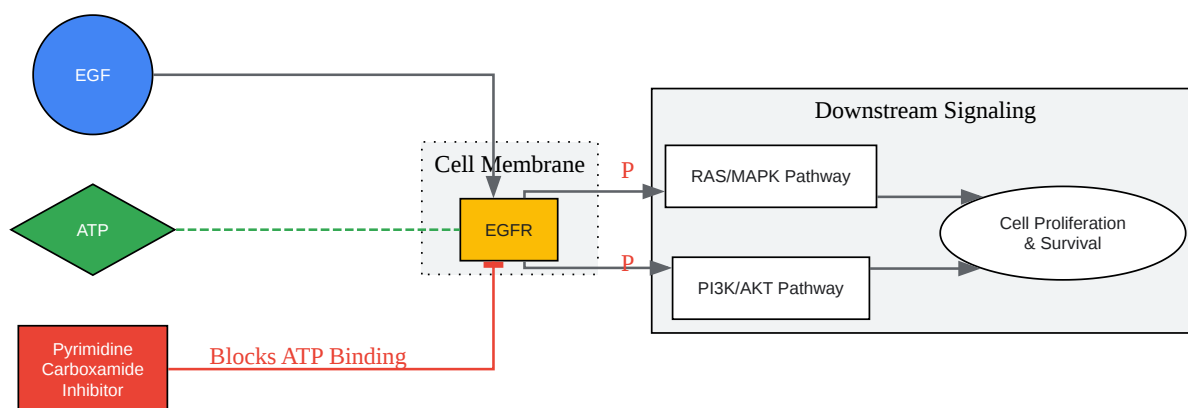 EGF
ATP
Pyrimidine
Carboxamide
Inhibitor
Blocks ATP Binding
Cell Membrane
EGFR
P
P
Downstream Signaling
RAS/MAPK Pathway
PI3K/AKT Pathway
Cell Proliferation
& Survival